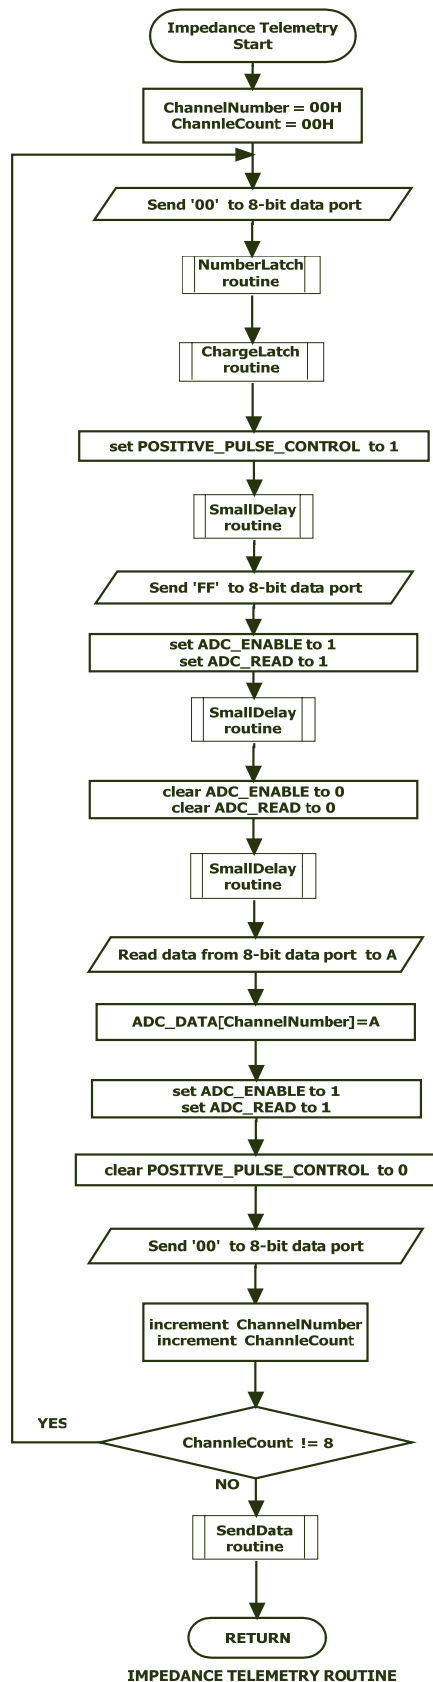 Impedance Telemetry
Start
ChannelNumber = 00H
ChannleCount = 00H
Send '00' to 8-bit data port
NumberLatch
routine
ChargeLatch
routine
set POSITIVE_PULSE_CONTROL to 1
SmallDelay
routine
Send 'FF' to 8-bit data port
set ADC_ENABLE to 1
set ADC_READ to 1
SmallDelay
routine
clear ADC_ENABLE to 0
clear ADC_READ to 0
SmallDelay
routine
Read data from 8-bit data port to A
ADC_DATA[ChannelNumber]=A
set ADC_ENABLE to 1
set ADC_READ to 1
clear POSITIVE_PULSE_CONTROL to 0
Send '00' to 8-bit data port
increment ChannelNumber
increment ChannleCount
YES
ChannleCount != 8
NO
SendData
routine
RETURN
IMPEDANCE TELEMETRY ROUTINE